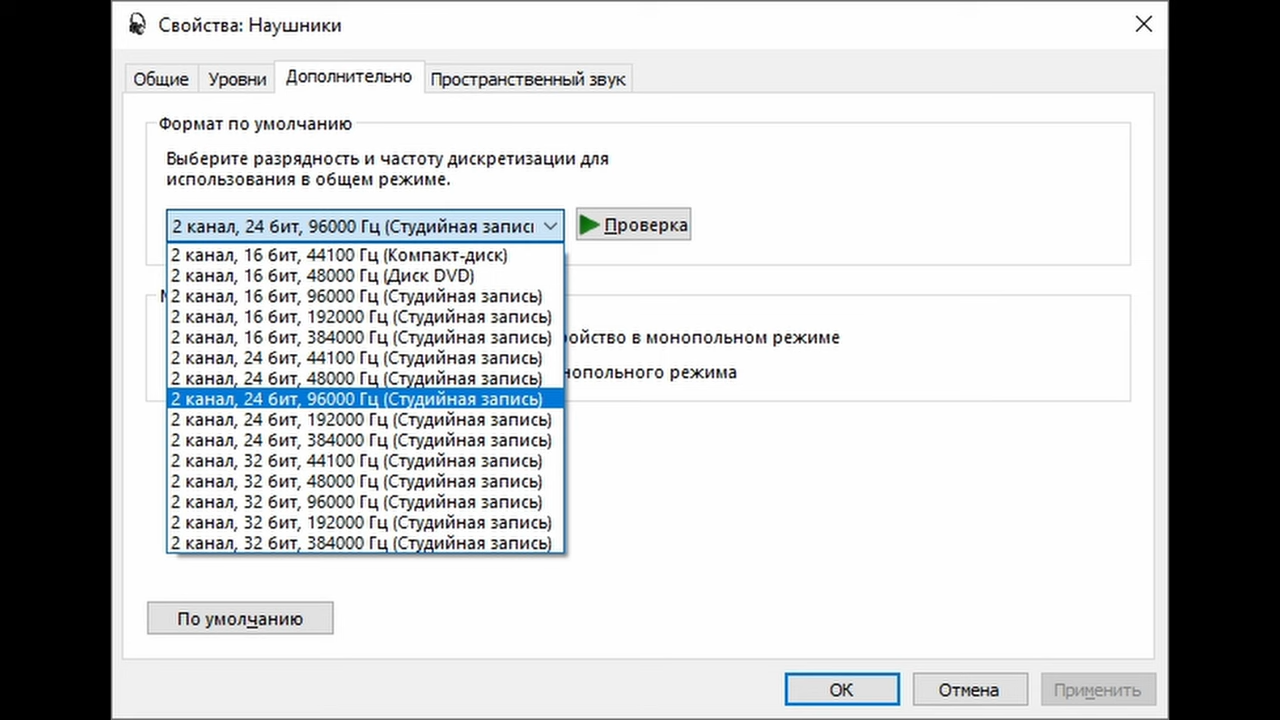 Свойства: Наушники
Общие
Уровни
Дополнительно
Пространственный звук
Формат по умолчанию
Выберите разрядность и частоту дискретизации для
использования в общем режиме.
2 канал, 24 бит, 96000 Гц (Студийная запис
Проверка
2 канал, 16 бит, 44100 Гц (Компакт-диск)
2 канал, 16 бит, 48000 Гц (Диск DVD)
2 канал, 16 бит, 96000 Гц (Студийная запись)
2 канал, 16 бит, 192000 Гц (Студийная запись)
2 канал, 16 бит, 384000 Гц (Студийная запись)
ройство в монопольном режиме
2 канал, 24 бит, 44100 Гц (Студийная запись)
2 канал, 24 бит, 48000 Гц (Студийная запись)
нопольного режима
2 канал, 24 бит, 96000 Гц (Студийная запись)
2 канал, 24 бит, 192000 Гц (Студийная запись)
2 канал, 24 бит, 384000 Гц (Студийная запись)
2 канал, 32 бит, 44100 Гц (Студийная запись)
2 канал, 32 бит, 48000 Гц (Студийная запись)
2 канал, 32 бит, 96000 Гц (Студийная запись)
2 канал, 32 бит, 192000 Гц (Студийная запись)
2 канал, 32 бит, 384000 Гц (Студийная запись)
По умолчанию
ОК
Отмена
Применить